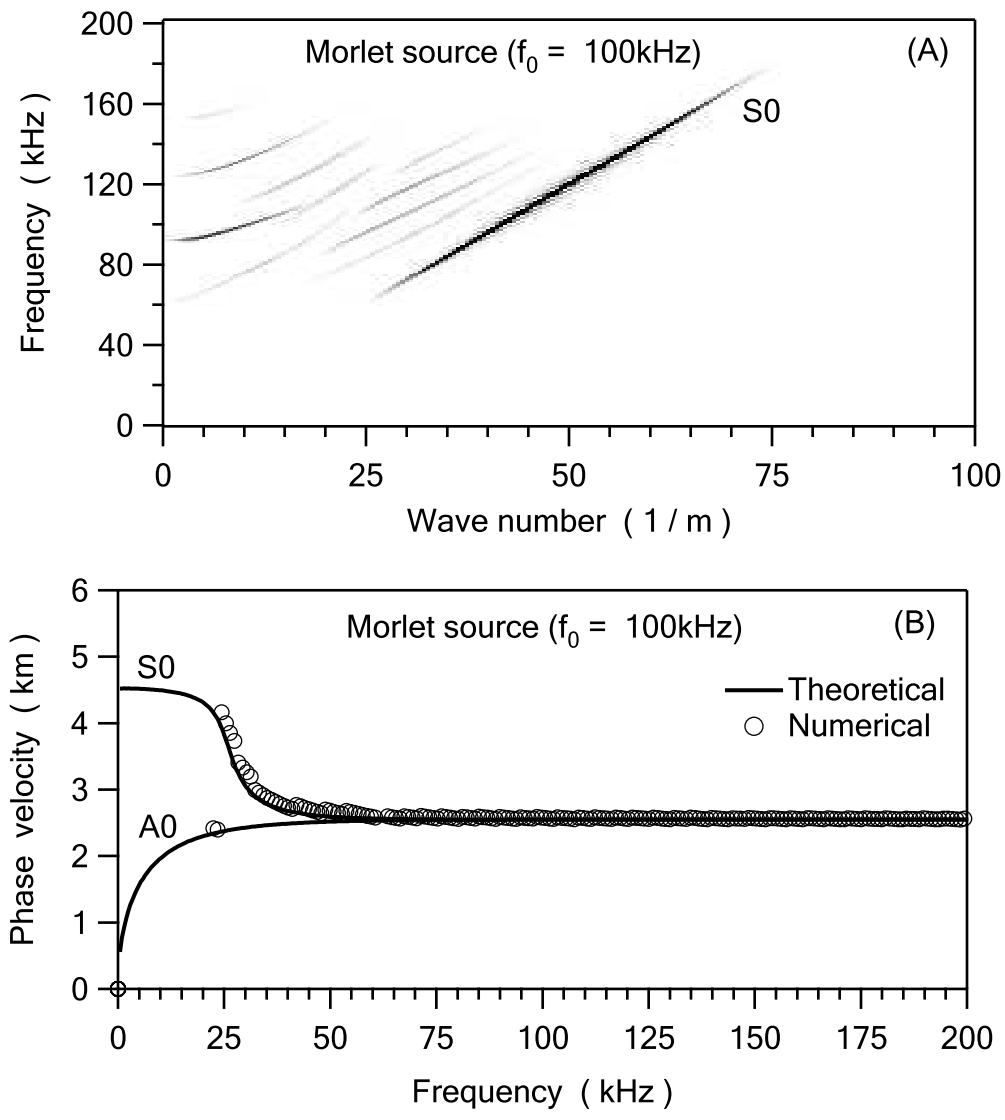 Morlet source (f0 = 100kHz)
(A)
S0
200
160
120
80
40
0
Frequency ( kHz )
0 25 50 75 100
Wave number ( 1 / m )
Morlet source (f0 = 100kHz)
(B)
S0
A0
Theoretical
Numerical
6
5
4
3
2
1
0
Phase velocity ( km )
0 25 50 75 100 125 150 175 200
Frequency ( kHz )